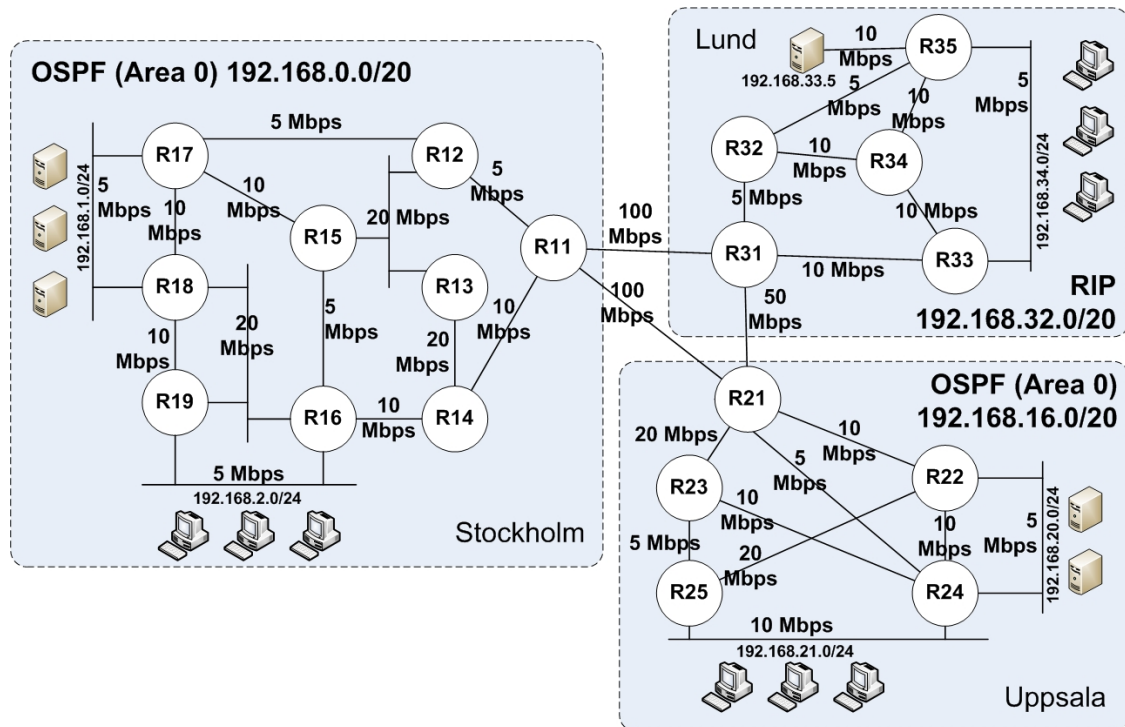 OSPF (Area 0) 192.168.0.0/20
5 Mbps
R17
R12
5
Mbps
192.168.1.0/24
5
Mbps
10
Mbps
10
Mbps
20 Mbps
R15
R11
R18
R13
10
Mbps
20
Mbps
5
Mbps
20
Mbps
10
Mbps
R19
R16
10
Mbps
R14
5 Mbps
192.168.2.0/24
Stockholm
100
Mbps
100
Mbps
Lund
10
Mbps
R35
192.168.33.5
5
Mbps
10
Mbps
5
Mbps
192.168.34.0/24
R32
10
Mbps
R34
5 Mbps
10 Mbps
R31
10 Mbps
R33
RIP
192.168.32.0/20
50
Mbps
OSPF (Area 0)
192.168.16.0/20
R21
20 Mbps
5
Mbps
10
Mbps
R22
R23
10
Mbps
10
Mbps
5
Mbps
192.168.20.0/24
5 Mbps
20
Mbps
R25
R24
10 Mbps
192.168.21.0/24
Uppsala